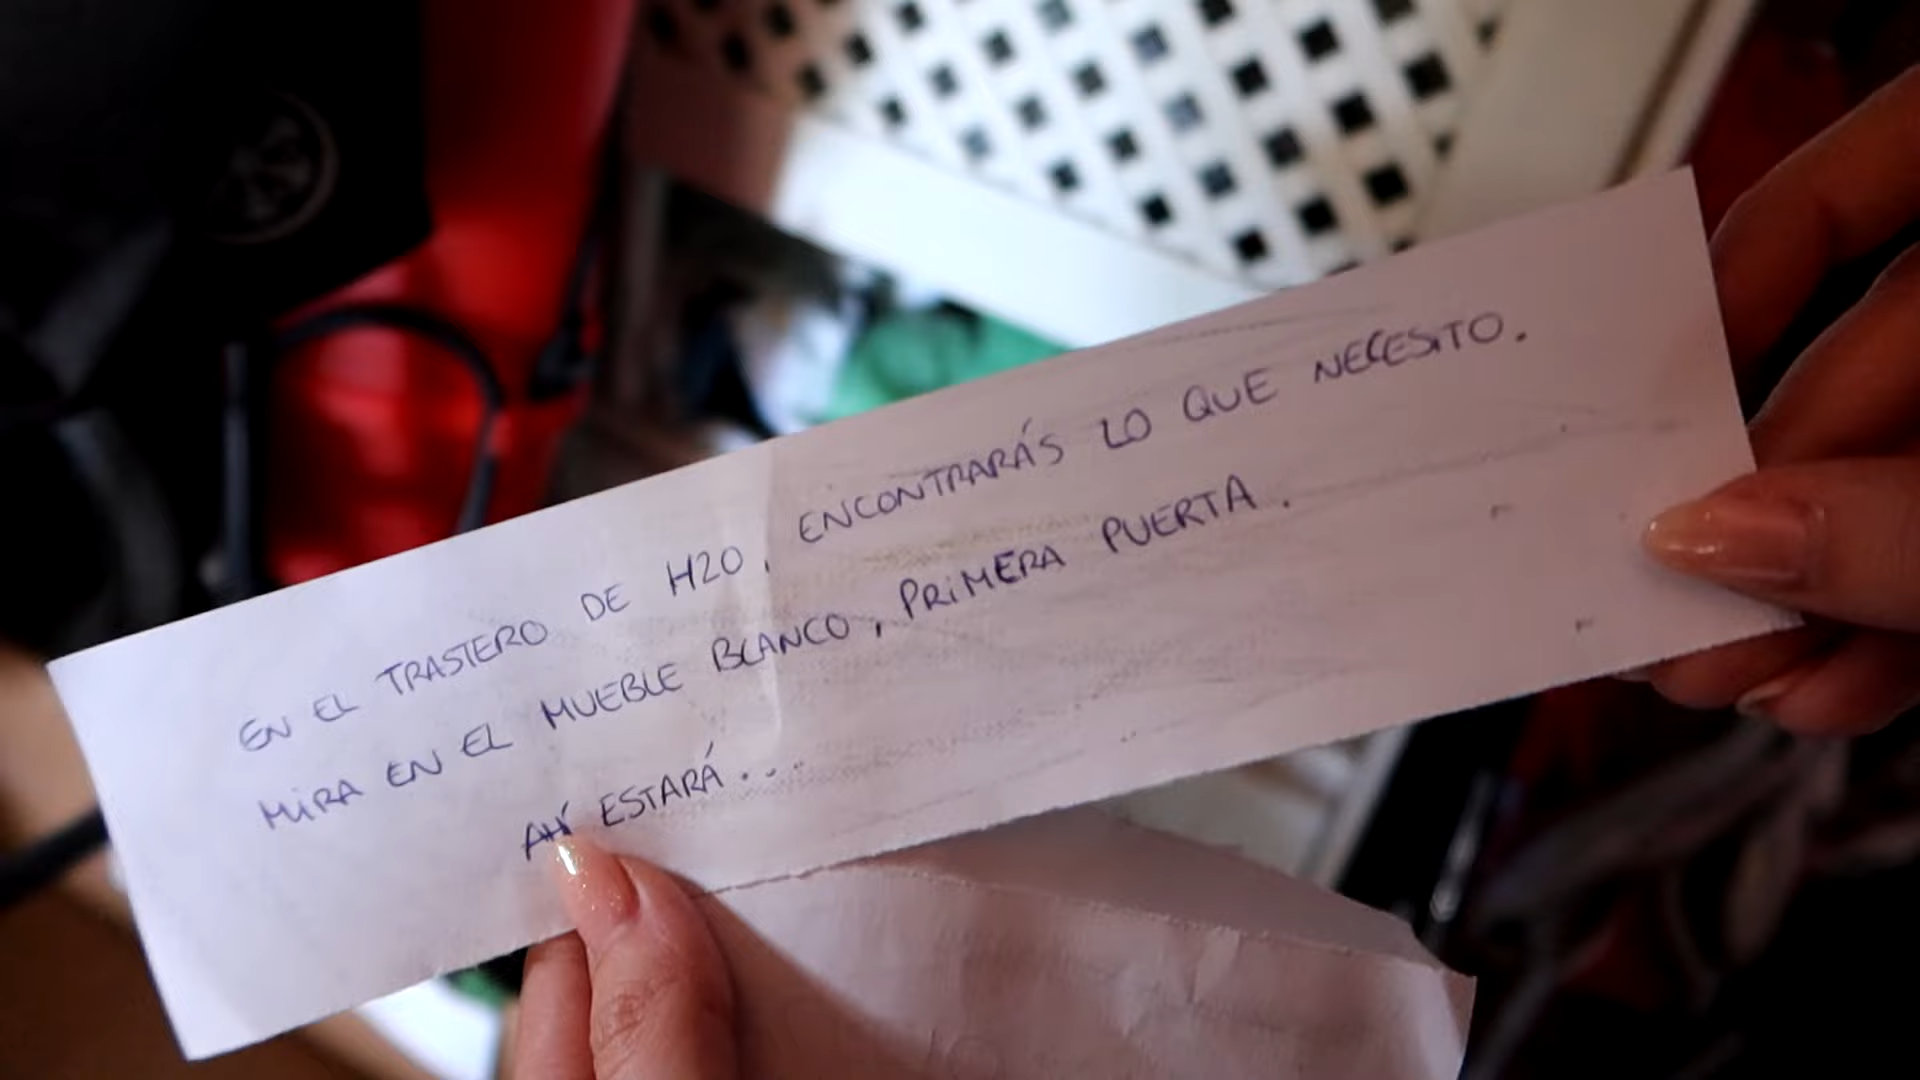 EN EL TRASTERO DE H2O, ENCONTRARÁS LO QUE NECESITO.
MiRA EN EL MUEBLE BLANCO, PRiMERA PUERTA.
AHÍ ESTARÁ...